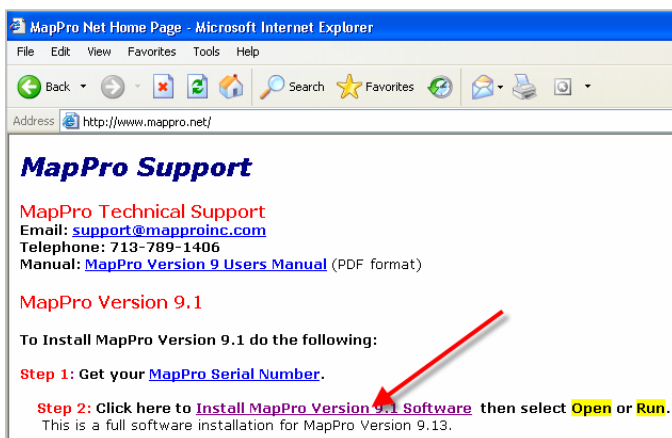 MapPro Net Home Page - Microsoft Internet Explorer
File Edit View Favorites Tools Help
Back Search Favorites
Address http://www.mappro.net/
MapPro Support
MapPro Technical Support
Email: support@mapproinc.com
Telephone: 713-789-1406
Manual: MapPro Version 9 Users Manual (PDF format)
MapPro Version 9.1
To Install MapPro Version 9.1 do the following:
Step 1: Get your MapPro Serial Number.
Step 2: Click here to Install MapPro Version 9.1 Software then select Open or Run.
This is a full software installation for MapPro Version 9.13.